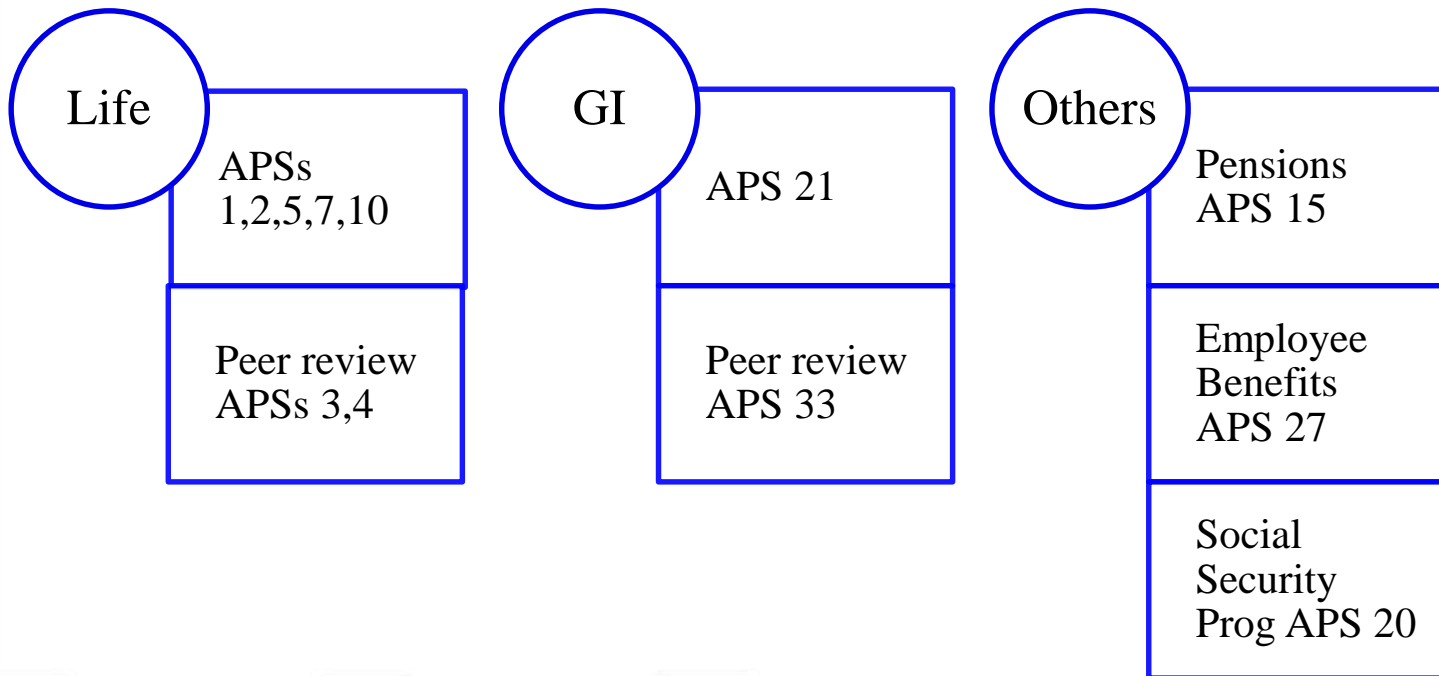 Life
APSs
1,2,5,7,10
Peer review
APSs 3,4
GI
APS 21
Peer review
APS 33
Others
Pensions
APS 15
Employee
Benefits
APS 27
Social
Security
Prog APS 20